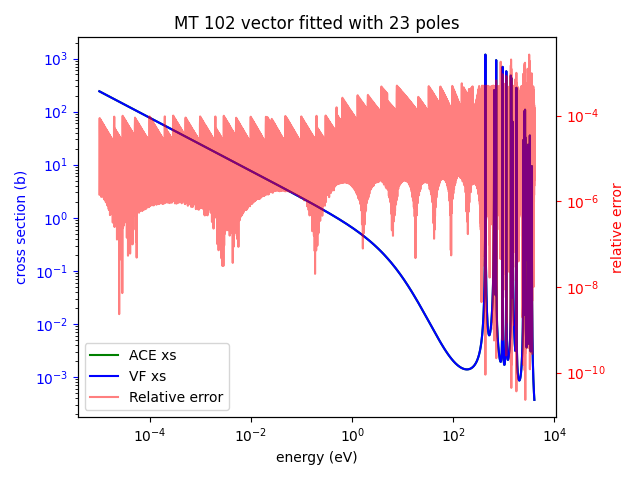 MT 102 vector fitted with 23 poles
cross section (b)
10^3
10^2
10^1
10^0
10^-1
10^-2
10^-3
10^-4
10^-6
10^-8
10^-10
relative error
ACE xs
VF xs
Relative error
10^-4
10^-2
10^0
10^2
10^4
energy (eV)